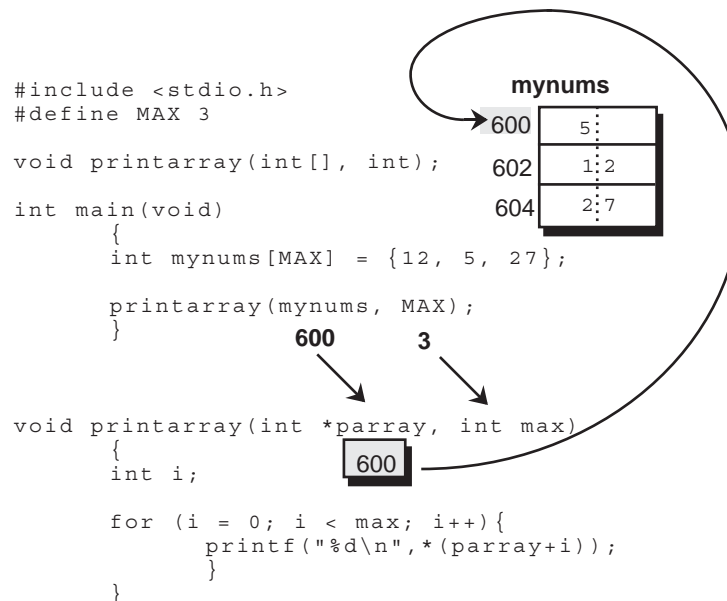 #include <stdio.h>
#define MAX 3
void printarray(int[], int);
int main(void)
{
int mynums[MAX] = {12, 5, 27};
printarray(mynums, MAX);
}
mynums
600 5
602 1 2
604 2 7
600 3
void printarray(int *parray, int max)
{
600
int i;
for (i = 0; i < max; i++){
printf("%d\n",*(parray+i));
}
}